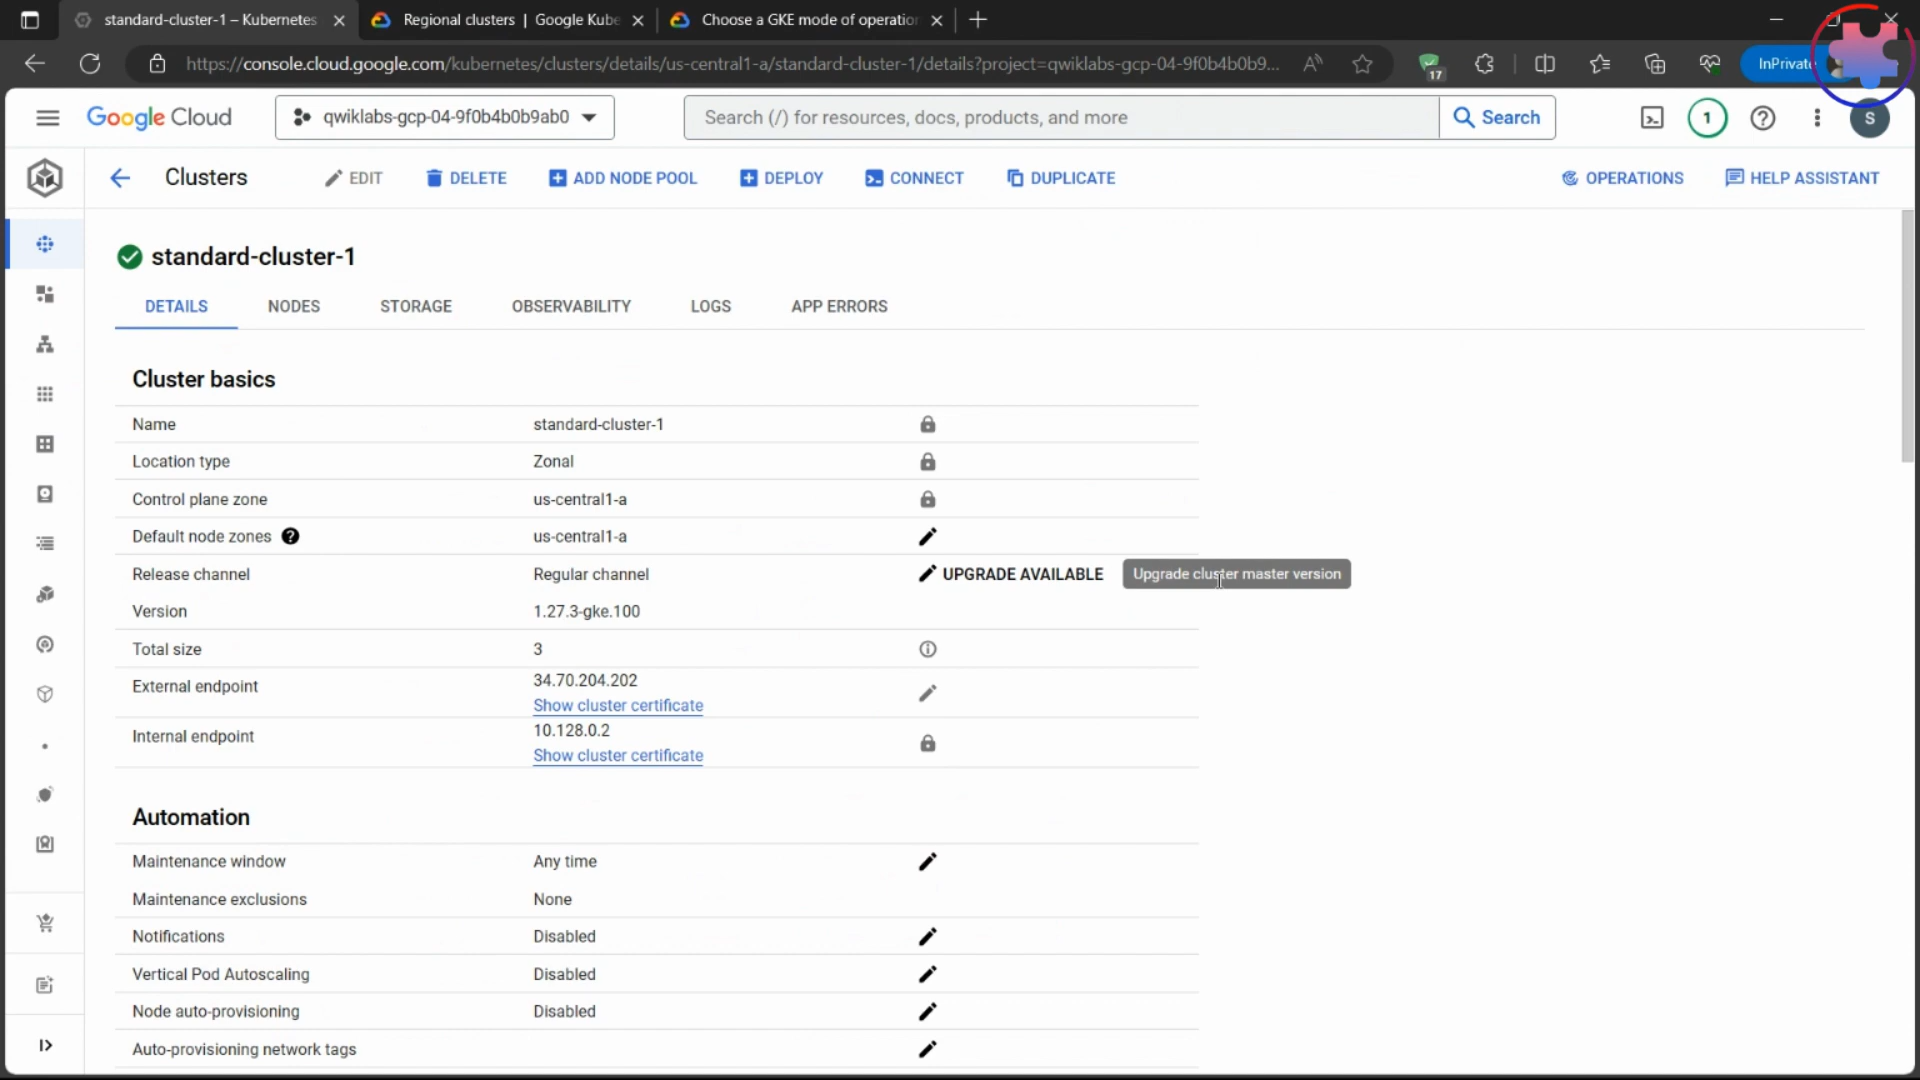 standard-cluster-1 – Kubernetes
Regional clusters | Google Kube
Choose a GKE mode of operation
https://console.cloud.google.com/kubernetes/clusters/details/us-central1-a/standard-cluster-1/details?project=qwiklabs-gcp-04-9f0b4b0b9...
17
InPrivate
Google Cloud
qwiklabs-gcp-04-9f0b4b0b9ab0
Search (/) for resources, docs, products, and more
Search
1
S
Clusters
EDIT
DELETE
ADD NODE POOL
DEPLOY
CONNECT
DUPLICATE
OPERATIONS
HELP ASSISTANT
standard-cluster-1
DETAILS
NODES
STORAGE
OBSERVABILITY
LOGS
APP ERRORS
Cluster basics
Name standard-cluster-1
Location type Zonal
Control plane zone us-central1-a
Default node zones us-central1-a
Release channel Regular channel UPGRADE AVAILABLE Upgrade cluster master version
Version 1.27.3-gke.100
Total size 3
External endpoint 34.70.204.202
Show cluster certificate
Internal endpoint 10.128.0.2
Show cluster certificate
Automation
Maintenance window Any time
Maintenance exclusions None
Notifications Disabled
Vertical Pod Autoscaling Disabled
Node auto-provisioning Disabled
Auto-provisioning network tags